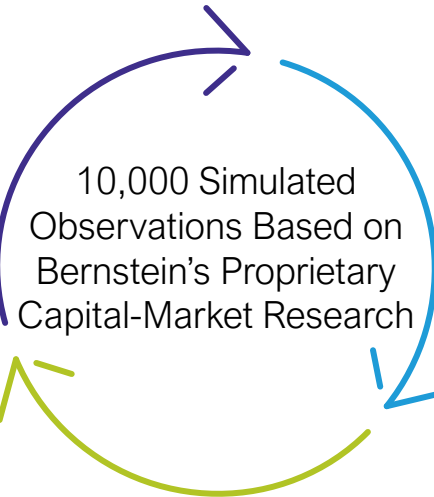 10,000 Simulated
Observations Based on
Bernstein’s Proprietary
Capital-Market Research